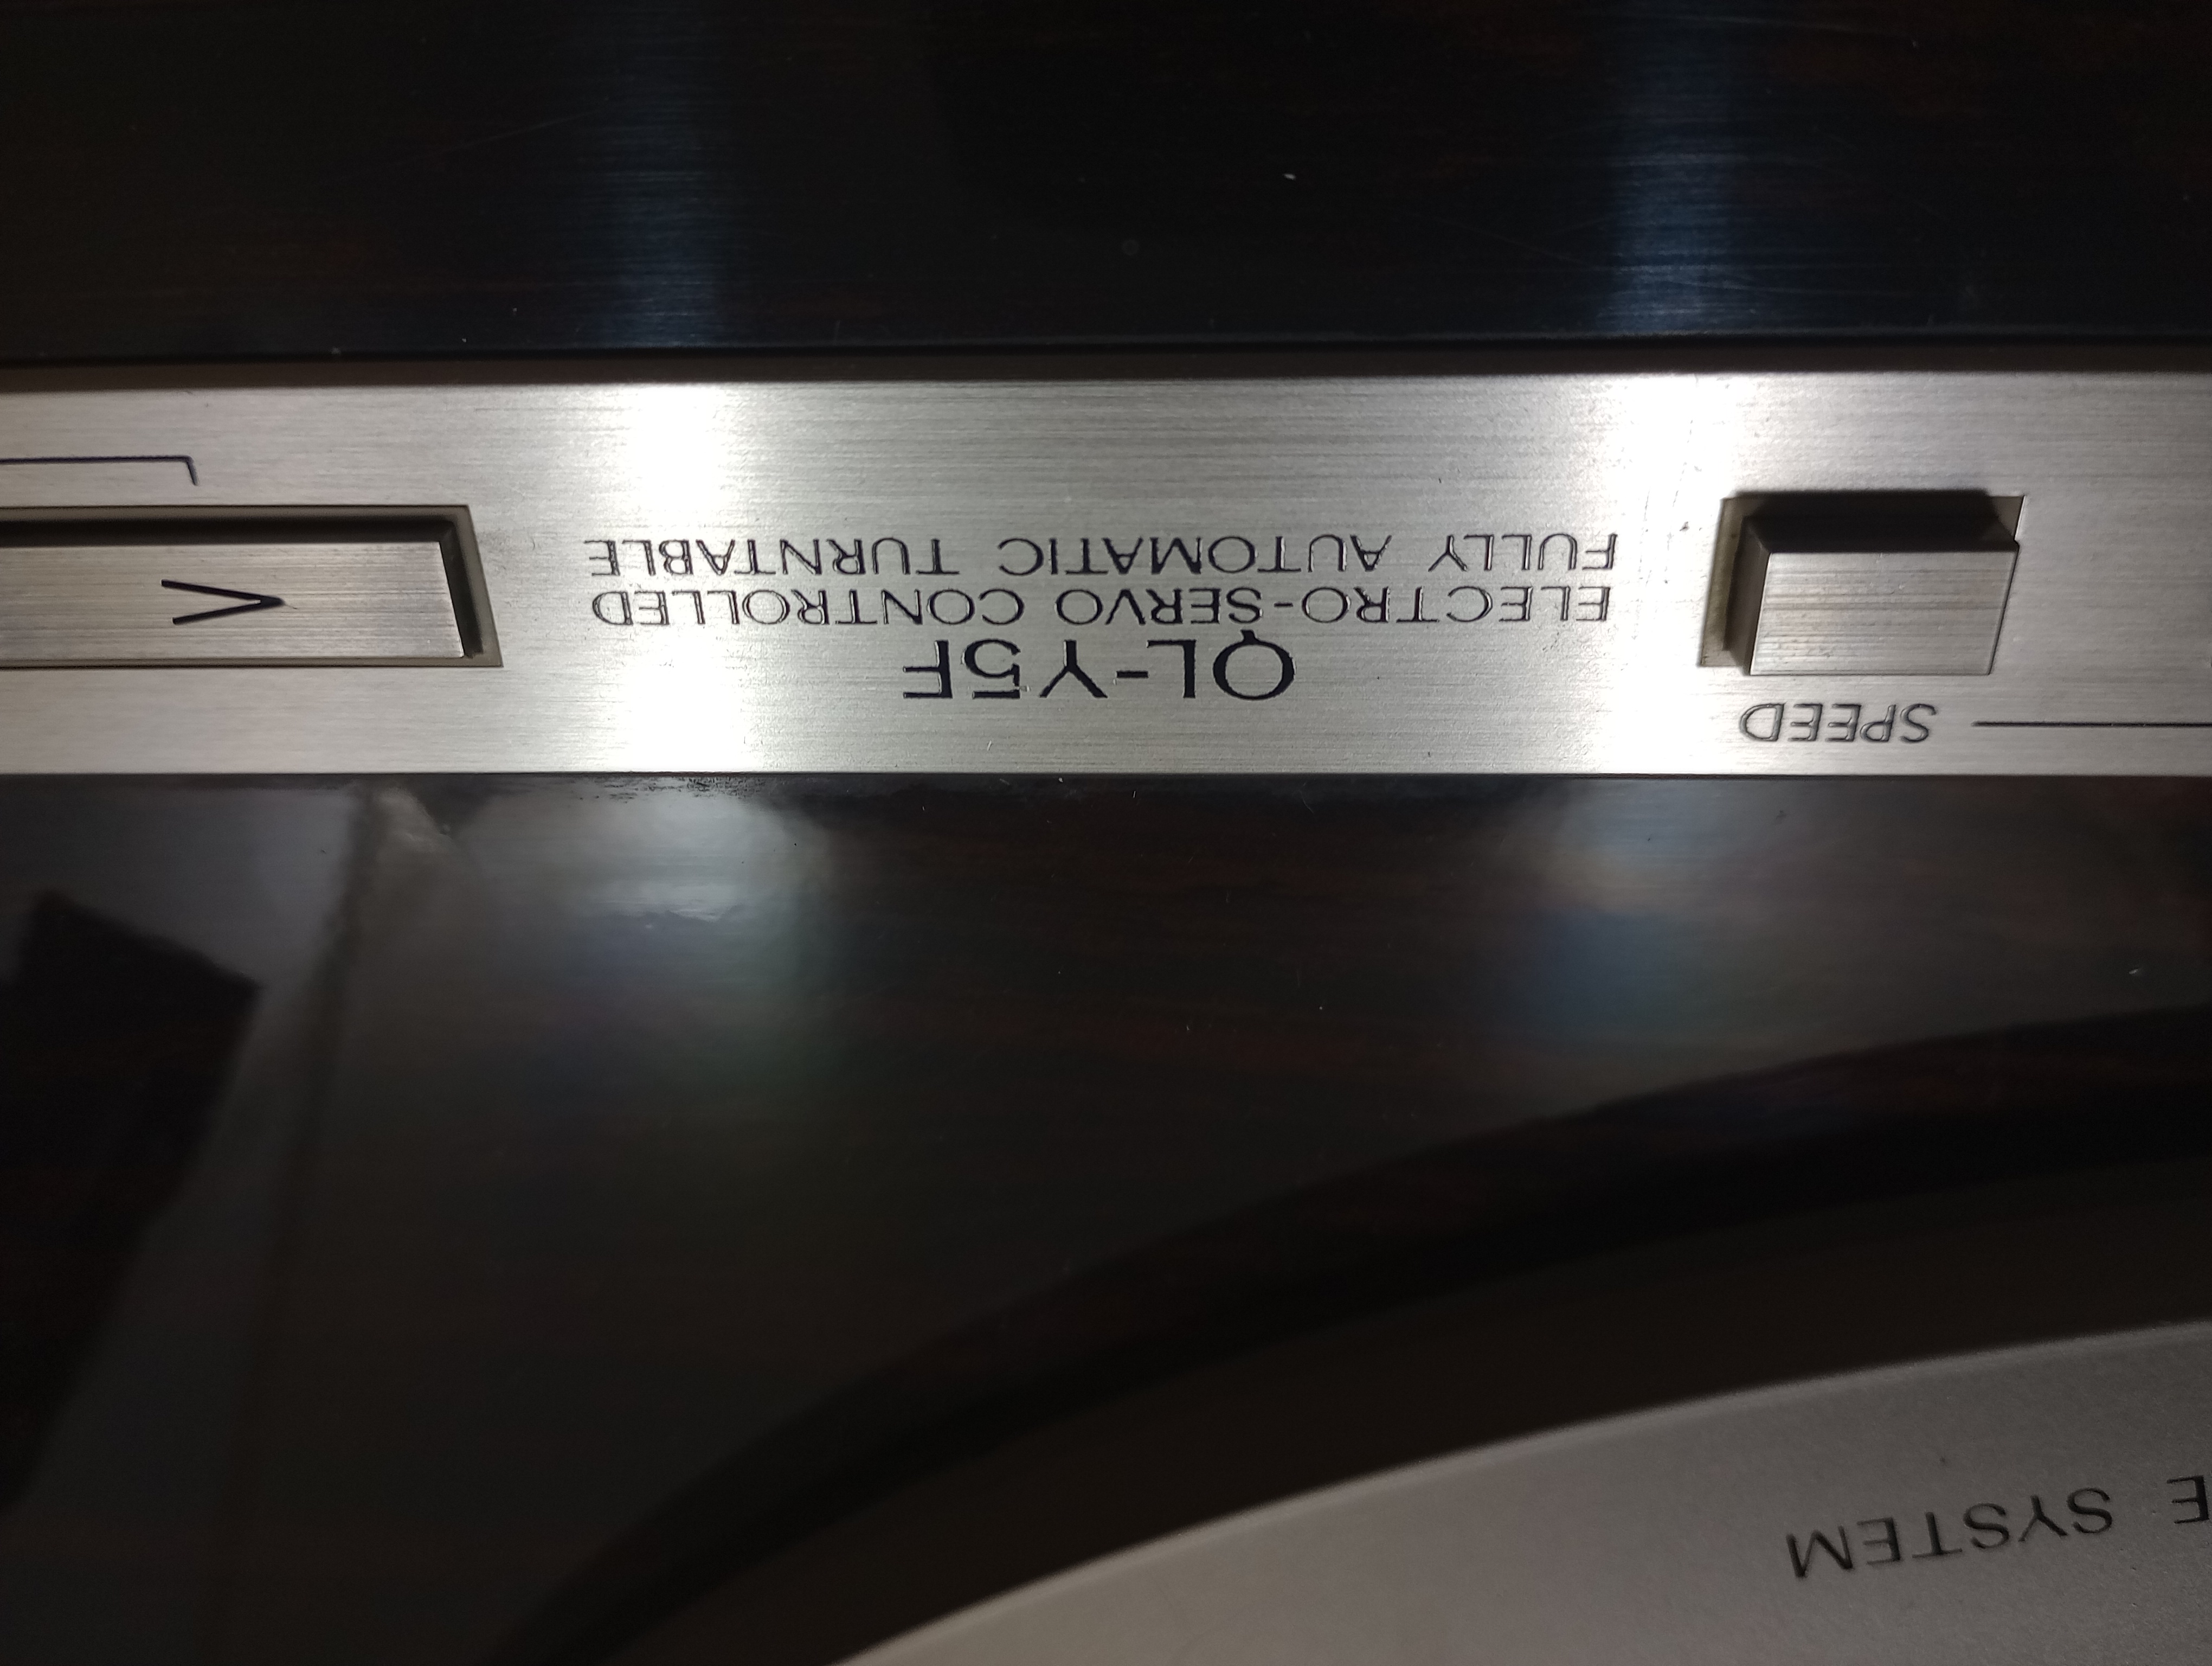 SPEED
QL-Y5F
ELECTRO-SERVO CONTROLLED
FULLY AUTOMATIC TURNTABLE
SYSTEM